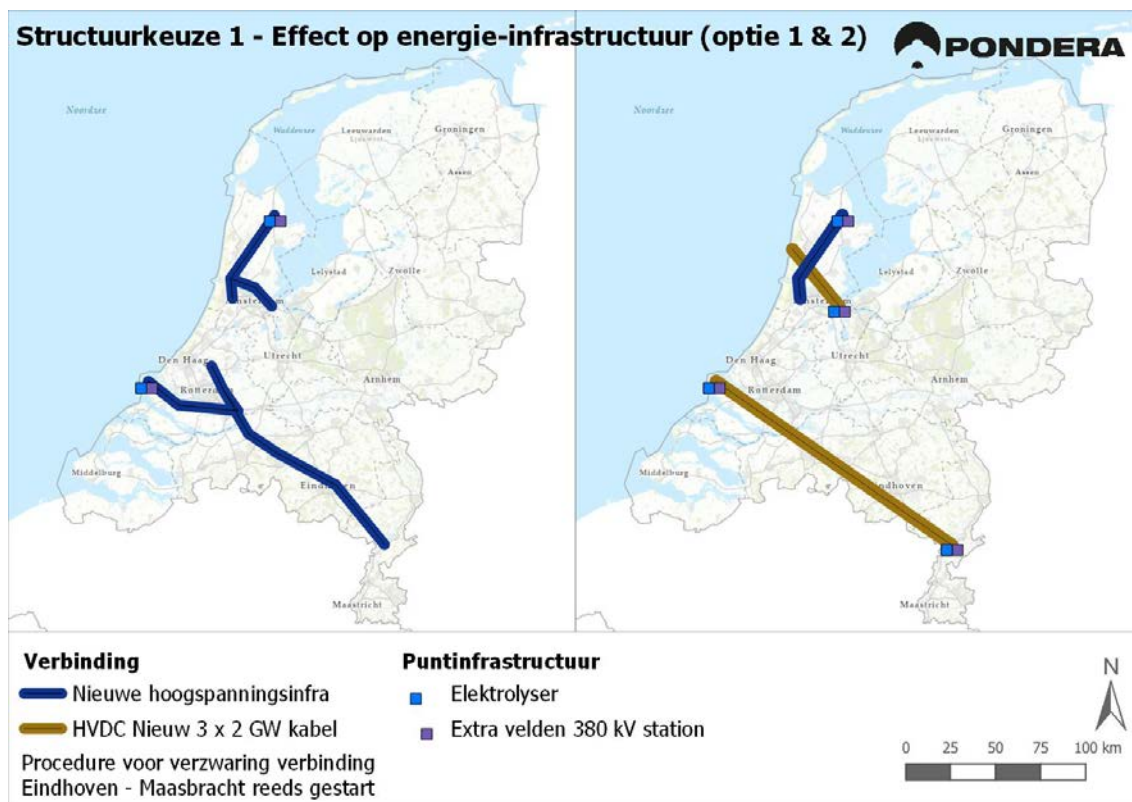 Structuurkeuze 1 - Effect op energie-infrastructuur (optie 1 & 2)
PONDERA
Noordzee
Waddenzee
Leeuwarden
Ljouwert
Groningen
Assen
Lelystad
Zwolle
Amsterdam
Den Haag
Utrecht
Arnhem
Rotterdam
Middelburg
Eindhoven
Maastricht
Noordzee
Waddenzee
Leeuwarden
Ljouwert
Groningen
Assen
Lelystad
Zwolle
Amsterdam
Den Haag
Utrecht
Arnhem
Rotterdam
Middelburg
Eindhoven
Maastricht
Verbinding
Nieuwe hoogspanningsinfra
HVDC Nieuw 3 x 2 GW kabel
Procedure voor verzwaring verbinding
Eindhoven - Maasbracht reeds gestart
Puntinfrastructuur
Elektrolyser
Extra velden 380 kV station
N
0 25 50 75 100 km